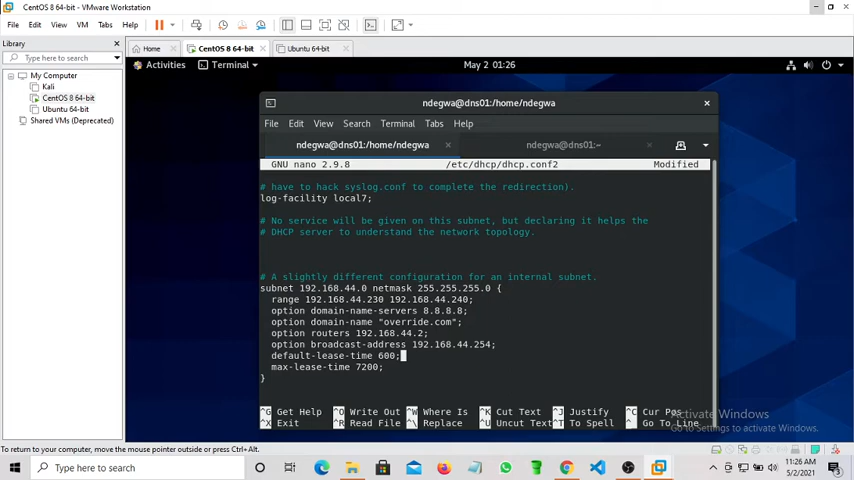 CentOS 8 64-bit - VMware Workstation
File Edit View VM Tabs Help
Library
Type here to search
My Computer
Kali
CentOS 8 64-bit
Ubuntu 64-bit
Shared VMs (Deprecated)
Home CentOS 8 64-bit Ubuntu 64-bit
Activities Terminal May 2 01:26
ndegwa@dns01:/home/ndegwa
File Edit View Search Terminal Tabs Help
ndegwa@dns01:/home/ndegwa ndegwa@dns01:~
GNU nano 2.9.8 /etc/dhcp/dhcp.conf2 Modified
# have to hack syslog.conf to complete the redirection).
log-facility local7;
# No service will be given on this subnet, but declaring it helps the
# DHCP server to understand the network topology.
# A slightly different configuration for an internal subnet.
subnet 192.168.44.0 netmask 255.255.255.0 {
range 192.168.44.230 192.168.44.240;
option domain-name-servers 8.8.8.8;
option domain-name "override.com";
option routers 192.168.44.2;
option broadcast-address 192.168.44.254;
default-lease-time 600;
max-lease-time 7200;
}
^G Get Help ^O Write Out ^W Where Is ^K Cut Text ^J Justify ^C Cur Pos
^X Exit ^R Read File ^\ Replace ^U Uncut Text ^T To Spell ^_ Go To Line
Activate Windows
Go to Settings to activate Windows.
To return to your computer, move the mouse pointer outside or press Ctrl+Alt.
Type here to search
11:26 AM
5/2/2021
3